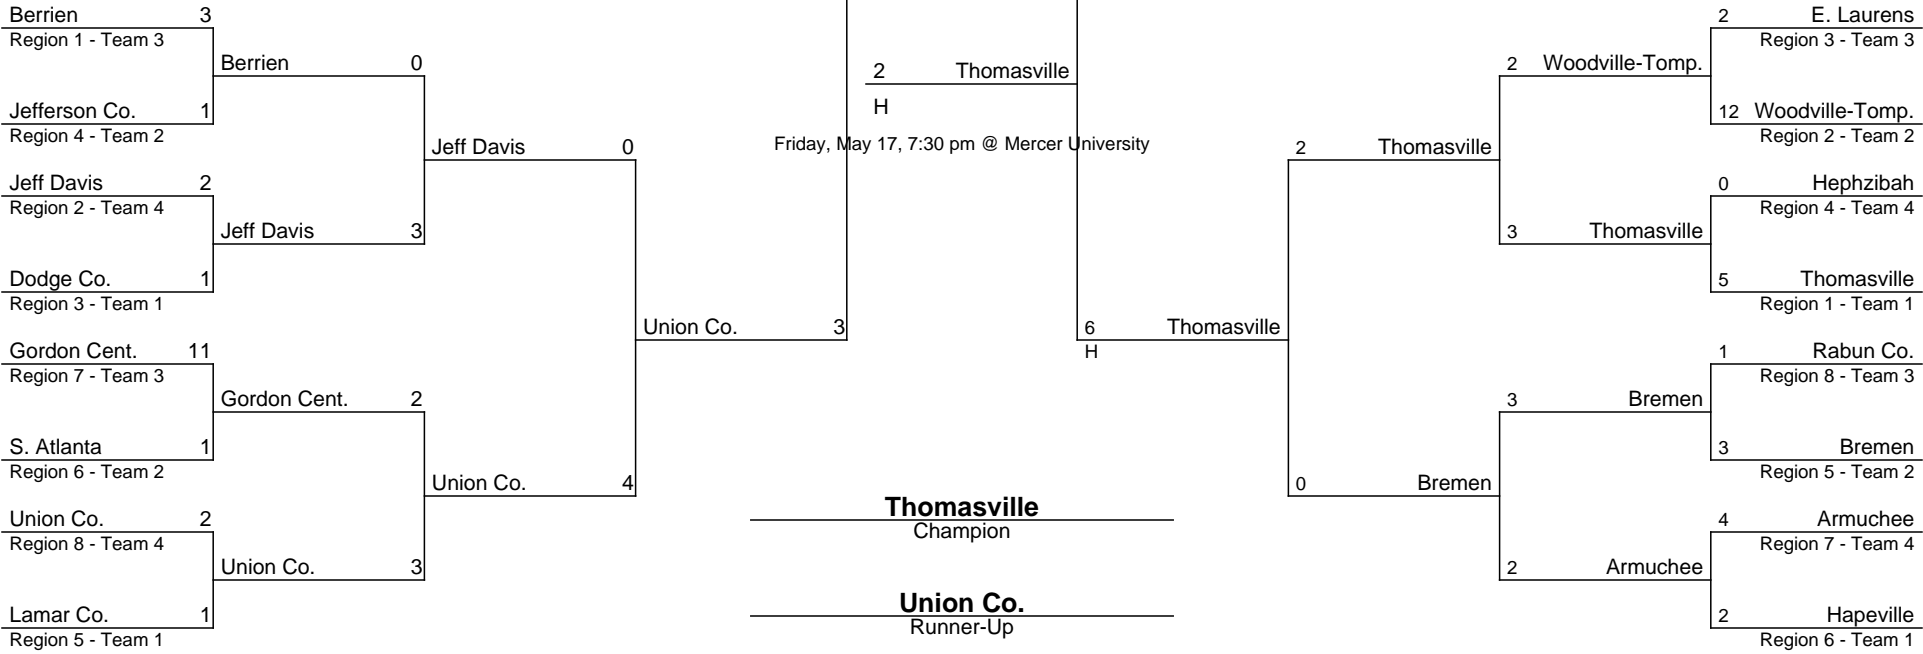 Berrien 3
Region 1 - Team 3
Jefferson Co. 1
Region 4 - Team 2
Jeff Davis 2
Region 2 - Team 4
Dodge Co. 1
Region 3 - Team 1
Gordon Cent. 11
Region 7 - Team 3
S. Atlanta 1
Region 6 - Team 2
Union Co. 2
Region 8 - Team 4
Lamar Co. 1
Region 5 - Team 1
Berrien 0
Jeff Davis 3
Gordon Cent. 2
Union Co. 3
Jeff Davis 0
Union Co. 4
Union Co. 3
2 Thomasville
H
Friday, May 17, 7:30 pm @ Mercer University
Thomasville
Champion
Union Co.
Runner-Up
6 Thomasville
H
2 Thomasville
0 Bremen
2 Woodville-Tomp.
3 Thomasville
3 Bremen
2 Armuchee
2 E. Laurens
Region 3 - Team 3
12 Woodville-Tomp.
Region 2 - Team 2
0 Hephzibah
Region 4 - Team 4
5 Thomasville
Region 1 - Team 1
1 Rabun Co.
Region 8 - Team 3
3 Bremen
Region 5 - Team 2
4 Armuchee
Region 7 - Team 4
2 Hapeville
Region 6 - Team 1